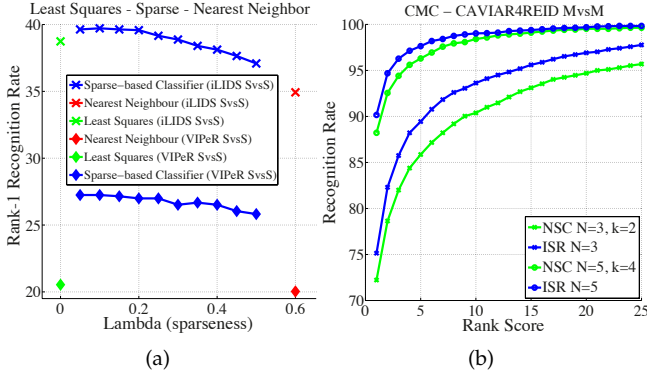 Least Squares - Sparse - Nearest Neighbor
40
35
30
25
20
0
0.2
0.4
0.6
Rank-1 Recognition Rate
Lambda (sparseness)
Sparse-based Classifier (iLIDS SvsS)
Nearest Neighbour (iLIDS SvsS)
Least Squares (iLIDS SvsS)
Nearest Neighbour (VIPeR SvsS)
Least Squares (VIPeR SvsS)
Sparse-based Classifier (VIPeR SvsS)
(a)
CMC – CAVIAR4REID MvsM
100
95
90
85
80
75
70
0
5
10
15
20
25
Recognition Rate
Rank Score
NSC N=3, k=2
ISR N=3
NSC N=5, k=4
ISR N=5
(b)